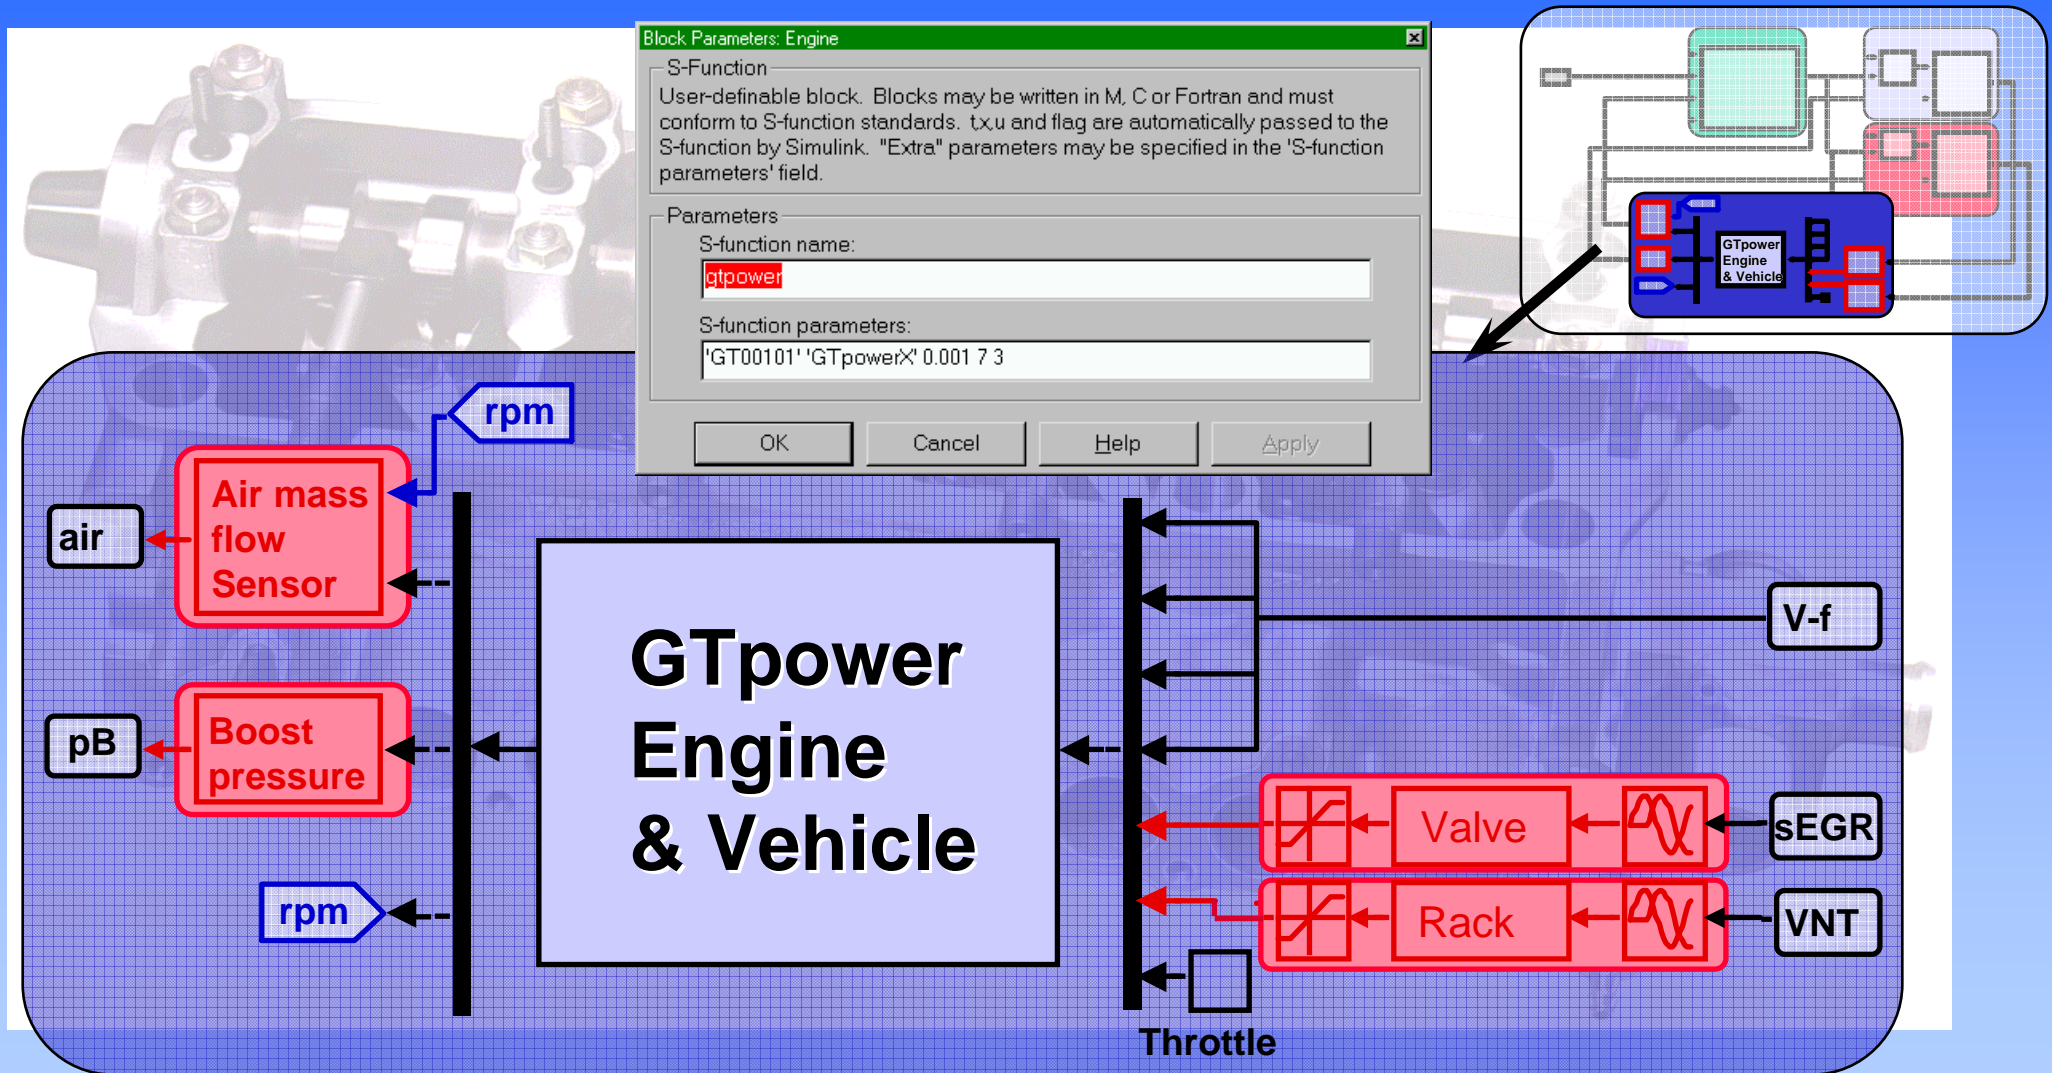 Block Parameters: Engine
S-Function
User-definable block.  Blocks may be written in M, C or Fortran and must
conform to S-function standards.  t,x,u and flag are automatically passed to the
S-function by Simulink.  "Extra" parameters may be specified in the 'S-function
parameters' field.
Parameters
S-function name:
gtpower
S-function parameters:
'GT00101' 'GTpowerX' 0.001 7 3
OK
Cancel
Help
Apply
GTpower
Engine
& Vehicle
rpm
Air mass
flow
Sensor
air
Boost
pressure
pB
rpm
GTpower
Engine
& Vehicle
V-f
Valve
sEGR
Rack
VNT
Throttle